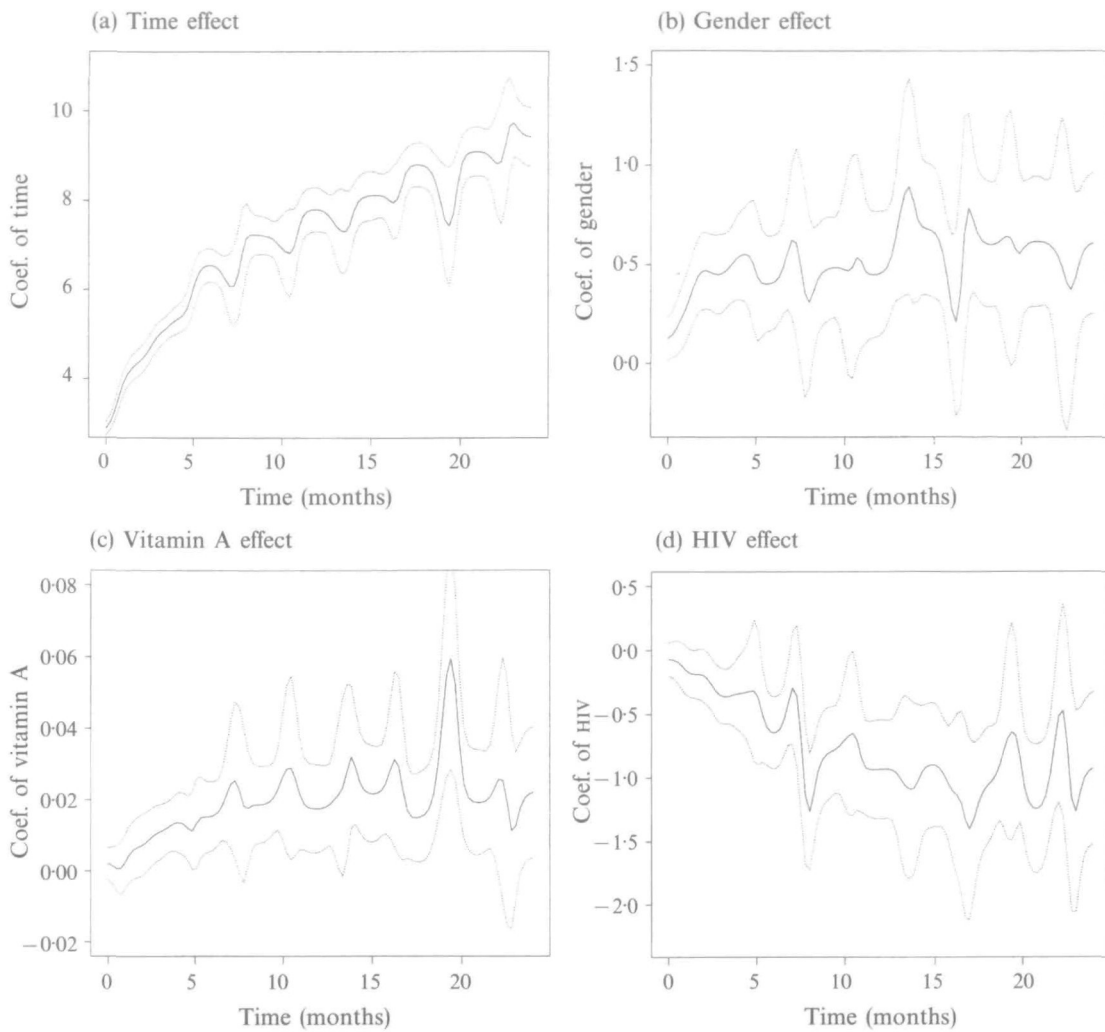 (a) Time effect
Coef. of time
10
8
6
4
0 5 10 15 20
Time (months)
(b) Gender effect
Coef. of gender
1·5
1·0
0·5
0·0
0 5 10 15 20
Time (months)
(c) Vitamin A effect
Coef. of vitamin A
0·08
0·06
0·04
0·02
0·00
−0·02
0 5 10 15 20
Time (months)
(d) HIV effect
Coef. of HIV
0·5
0·0
−0·5
−1·0
−1·5
−2·0
0 5 10 15 20
Time (months)